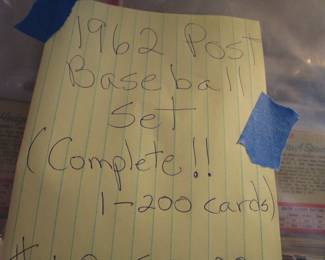 1962 Post
Baseball
Set
(Complete!!
1-200 cards)
#